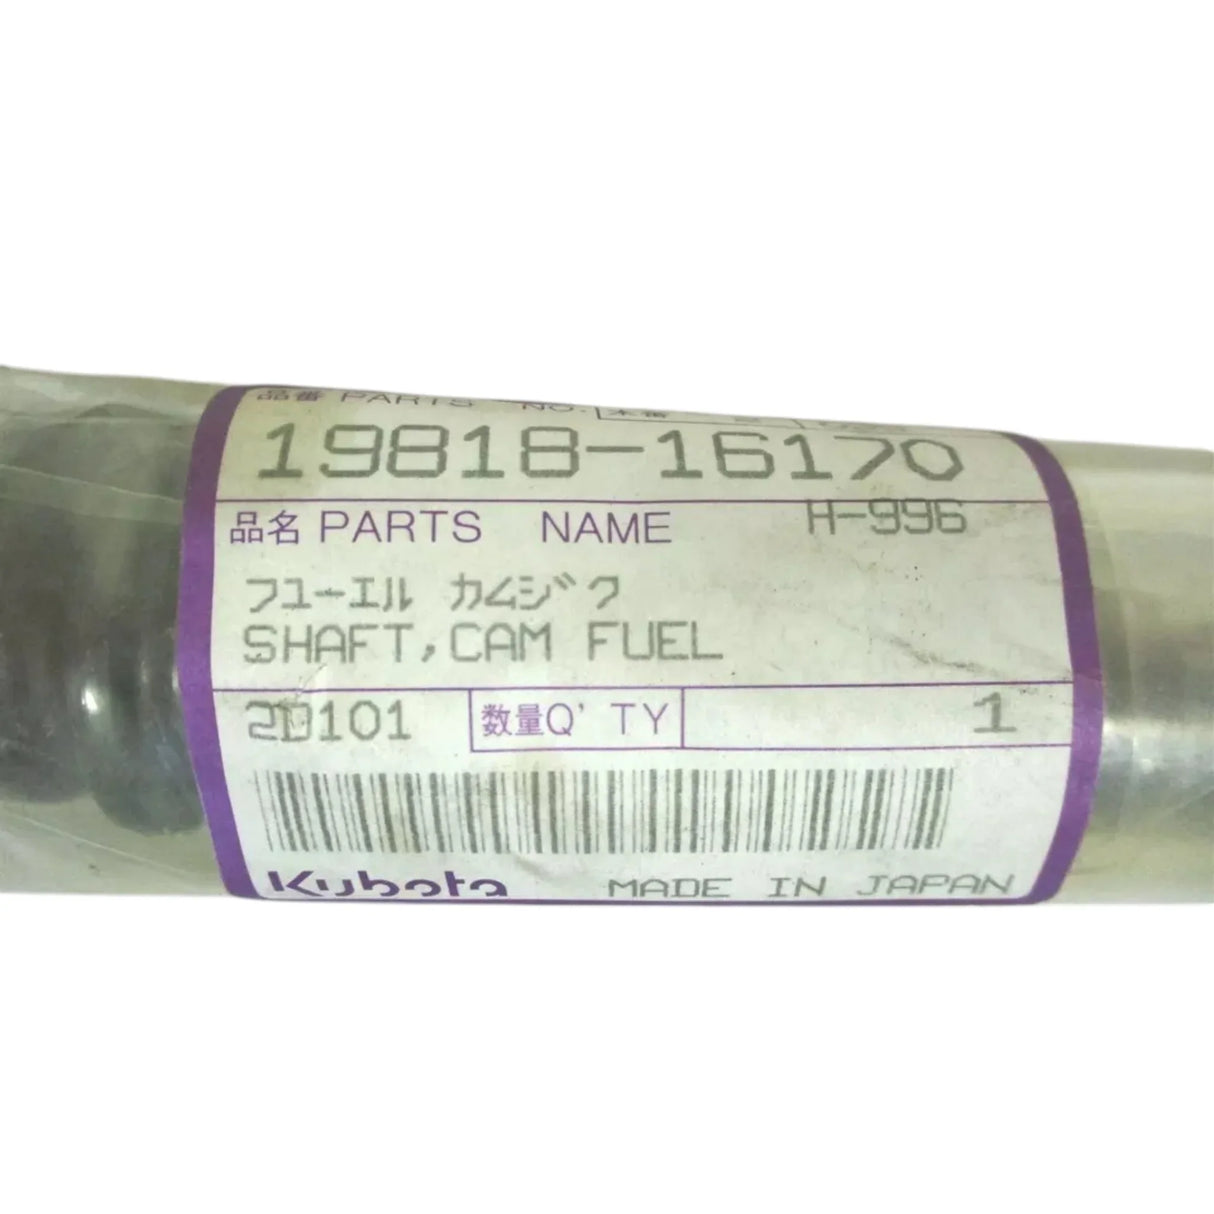 品番 PARTS NO.
19818-16170
品名 PARTS NAME H-996
フユーエル カムジク
SHAFT,CAM FUEL
2D101 数量Q'TY 1
Kubota MADE IN JAPAN